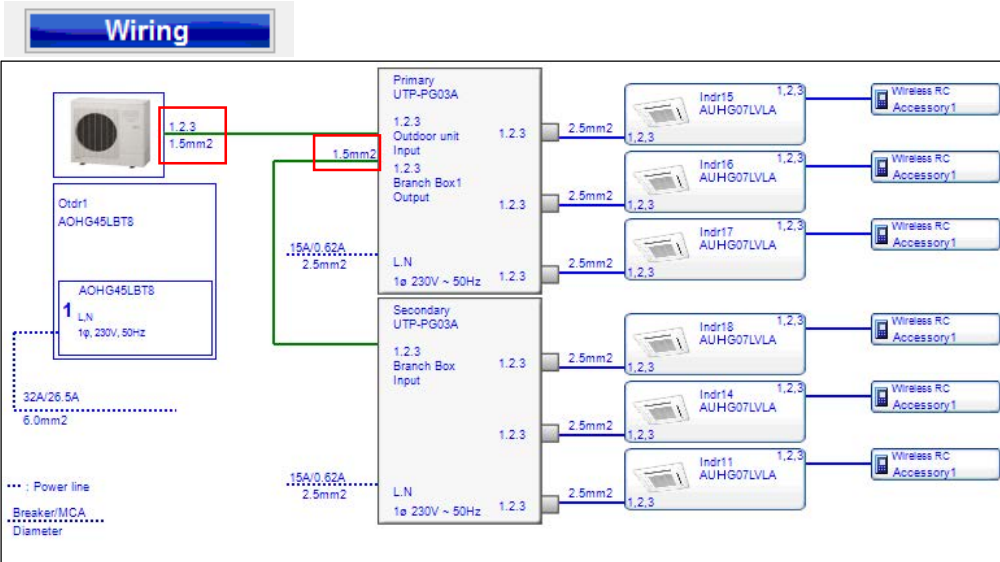 Wiring
1.2.3
1.5mm2
Otdr1
AOHG45LBT8
AOHG45LBT8
1 L,N
1φ, 230V, 50Hz
32A/26.5A
6.0mm2
... : Power line
Breaker/MCA
Diameter
1.5mm2
15A/0.62A
2.5mm2
15A/0.62A
2.5mm2
Primary
UTP-PG03A
1.2.3
Outdoor unit
Input
1.2.3
Branch Box1
Output
L.N
1ø 230V ~ 50Hz
1.2.3
1.2.3
1.2.3
Secondary
UTP-PG03A
1.2.3
Branch Box
Input
L.N
1ø 230V ~ 50Hz
1.2.3
1.2.3
1.2.3
2.5mm2
Indr15
AUHG07LVLA
1,2,3
1,2,3
Wireless RC
Accessory1
2.5mm2
Indr16
AUHG07LVLA
1,2,3
1,2,3
Wireless RC
Accessory1
2.5mm2
Indr17
AUHG07LVLA
1,2,3
1,2,3
Wireless RC
Accessory1
2.5mm2
Indr18
AUHG07LVLA
1,2,3
1,2,3
Wireless RC
Accessory1
2.5mm2
Indr14
AUHG07LVLA
1,2,3
1,2,3
Wireless RC
Accessory1
2.5mm2
Indr11
AUHG07LVLA
1,2,3
1,2,3
Wireless RC
Accessory1